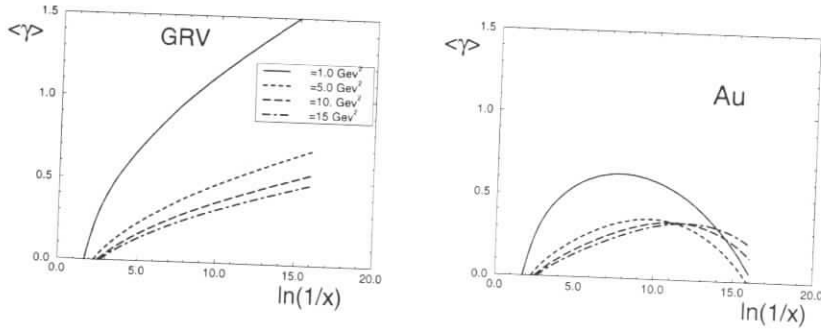 <γ>
GRV
1.5
1.0
0.5
0.0
=1.0 Gev²
=5.0 Gev²
=10. Gev²
=15 Gev²
0.0 5.0 10.0 15.0 20.0
ln(1/x)
<γ>
Au
1.5
1.0
0.5
0.0
0.0 5.0 10.0 15.0 20.0
ln(1/x)